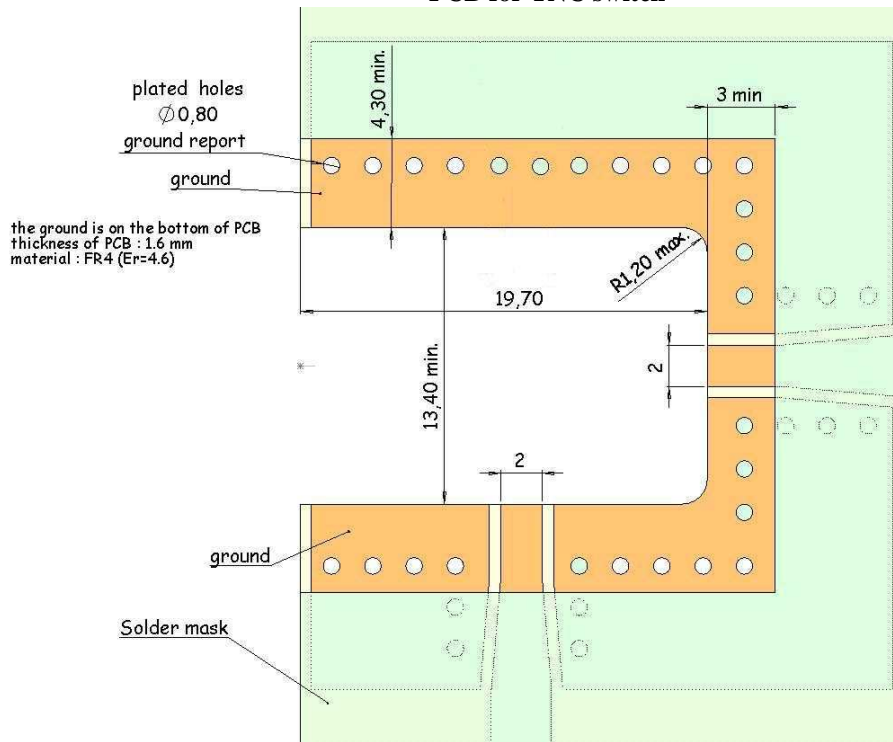 PCB for TNC switch
plated holes
Ø0,80
ground report
ground
4,30 min.
3 min
the ground is on the bottom of PCB
thickness of PCB : 1.6 mm
material : FR4 (Er=4.6)
R1,20 max.
19,70
13,40 min.
2
2
ground
Solder mask